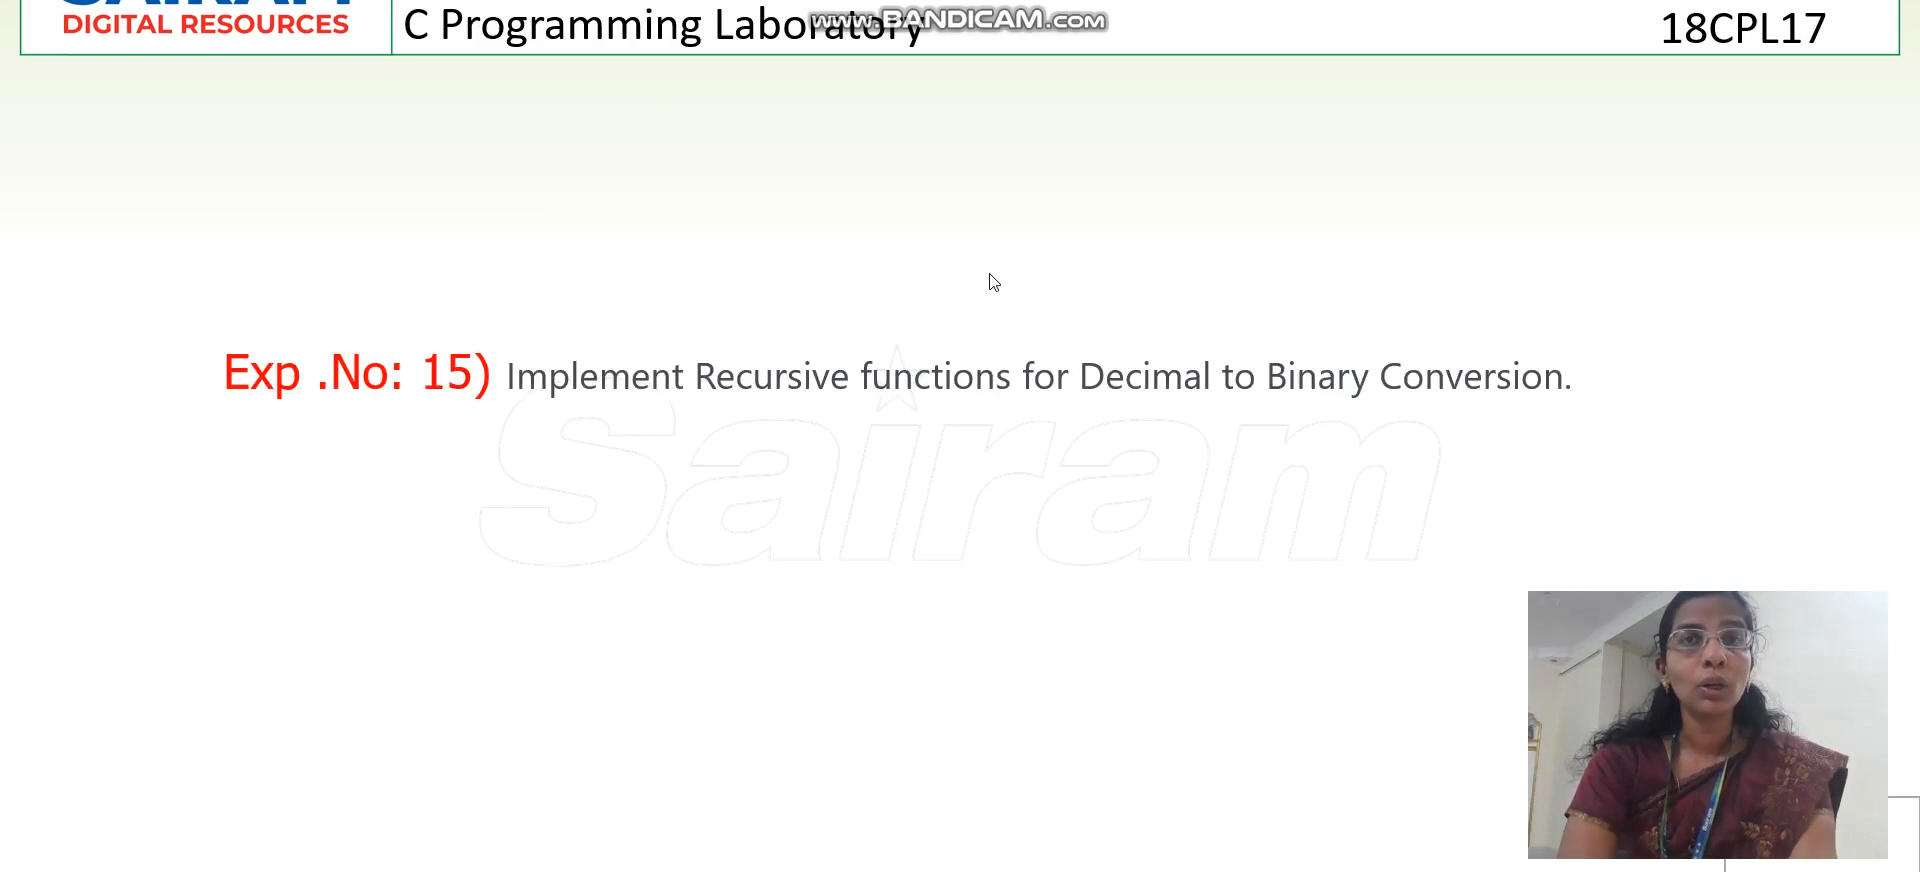 SAIRAM
DIGITAL RESOURCES
C Programming Laboratory
www.BANDICAM.COM
18CPL17
Exp .No: 15) Implement Recursive functions for Decimal to Binary Conversion.
Sairam